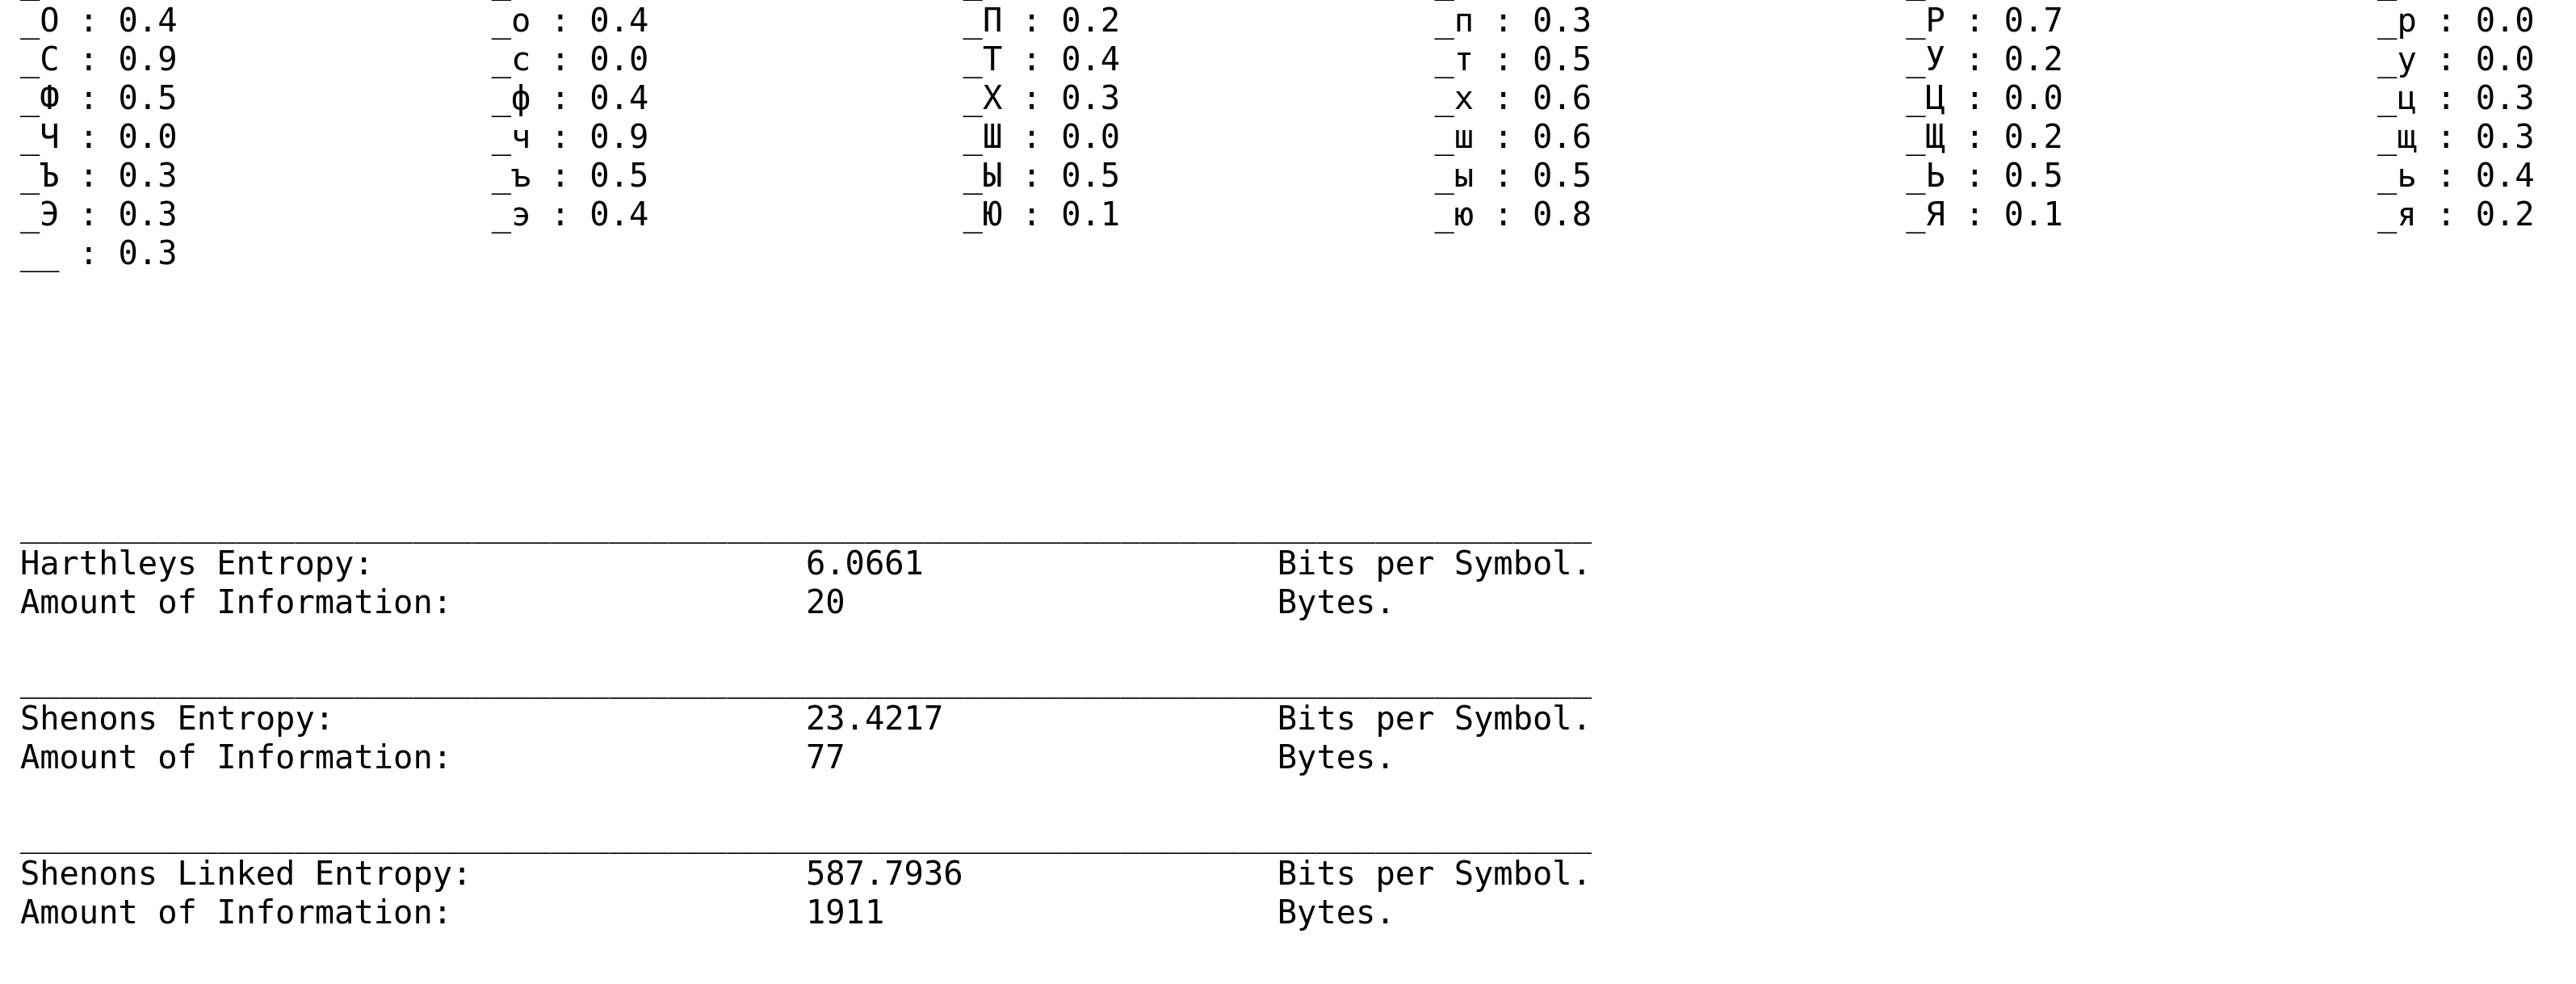 _О : 0.4 _о : 0.4 _П : 0.2 _п : 0.3 _Р : 0.7 _р : 0.0
_С : 0.9 _с : 0.0 _Т : 0.4 _т : 0.5 _У : 0.2 _у : 0.0
_Ф : 0.5 _ф : 0.4 _Х : 0.3 _х : 0.6 _Ц : 0.0 _ц : 0.3
_Ч : 0.0 _ч : 0.9 _Ш : 0.0 _ш : 0.6 _Щ : 0.2 _щ : 0.3
_Ъ : 0.3 _ъ : 0.5 _Ы : 0.5 _ы : 0.5 _Ь : 0.5 _ь : 0.4
_Э : 0.3 _э : 0.4 _Ю : 0.1 _ю : 0.8 _Я : 0.1 _я : 0.2
__ : 0.3
Harthleys Entropy: 6.0661 Bits per Symbol.
Amount of Information: 20 Bytes.
Shenons Entropy: 23.4217 Bits per Symbol.
Amount of Information: 77 Bytes.
Shenons Linked Entropy: 587.7936 Bits per Symbol.
Amount of Information: 1911 Bytes.